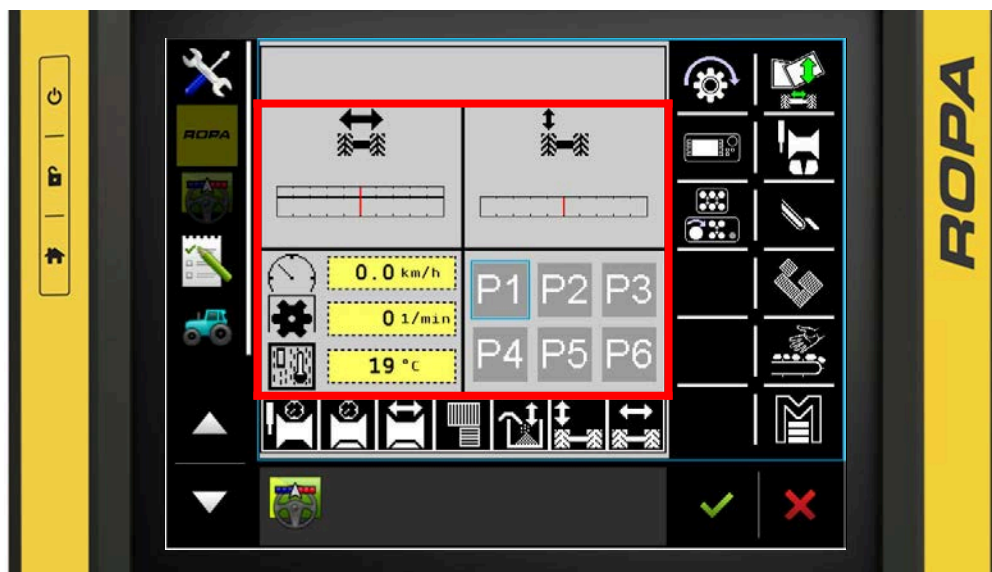 ROPA
0.0 km/h
0 1/min
19 °C
P1 P2 P3
P4 P5 P6
ROPA